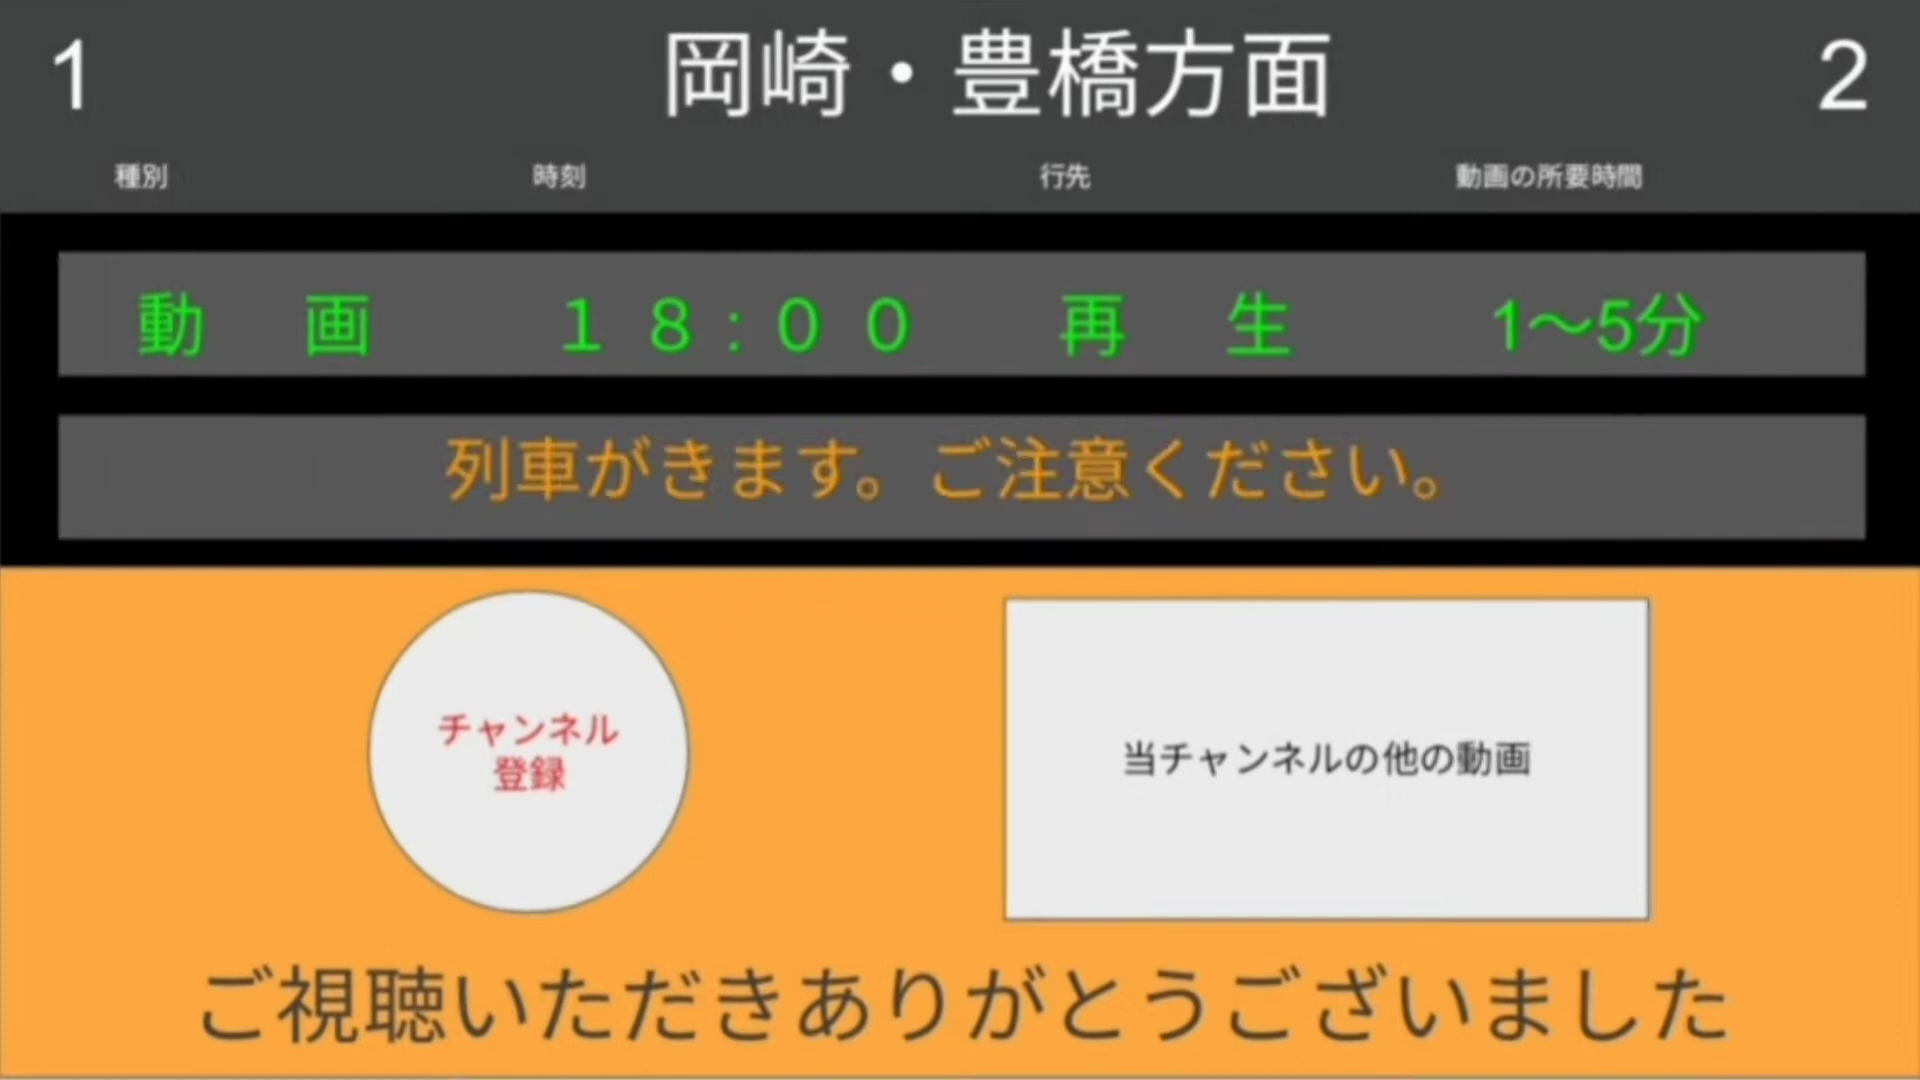 1 岡崎・豊橋方面 2
種別 時刻 行先 動画の所要時間
動画 18:00 再生 1〜5分
列車がきます。ご注意ください。
チャンネル
登録
当チャンネルの他の動画
ご視聴いただきありがとうございました